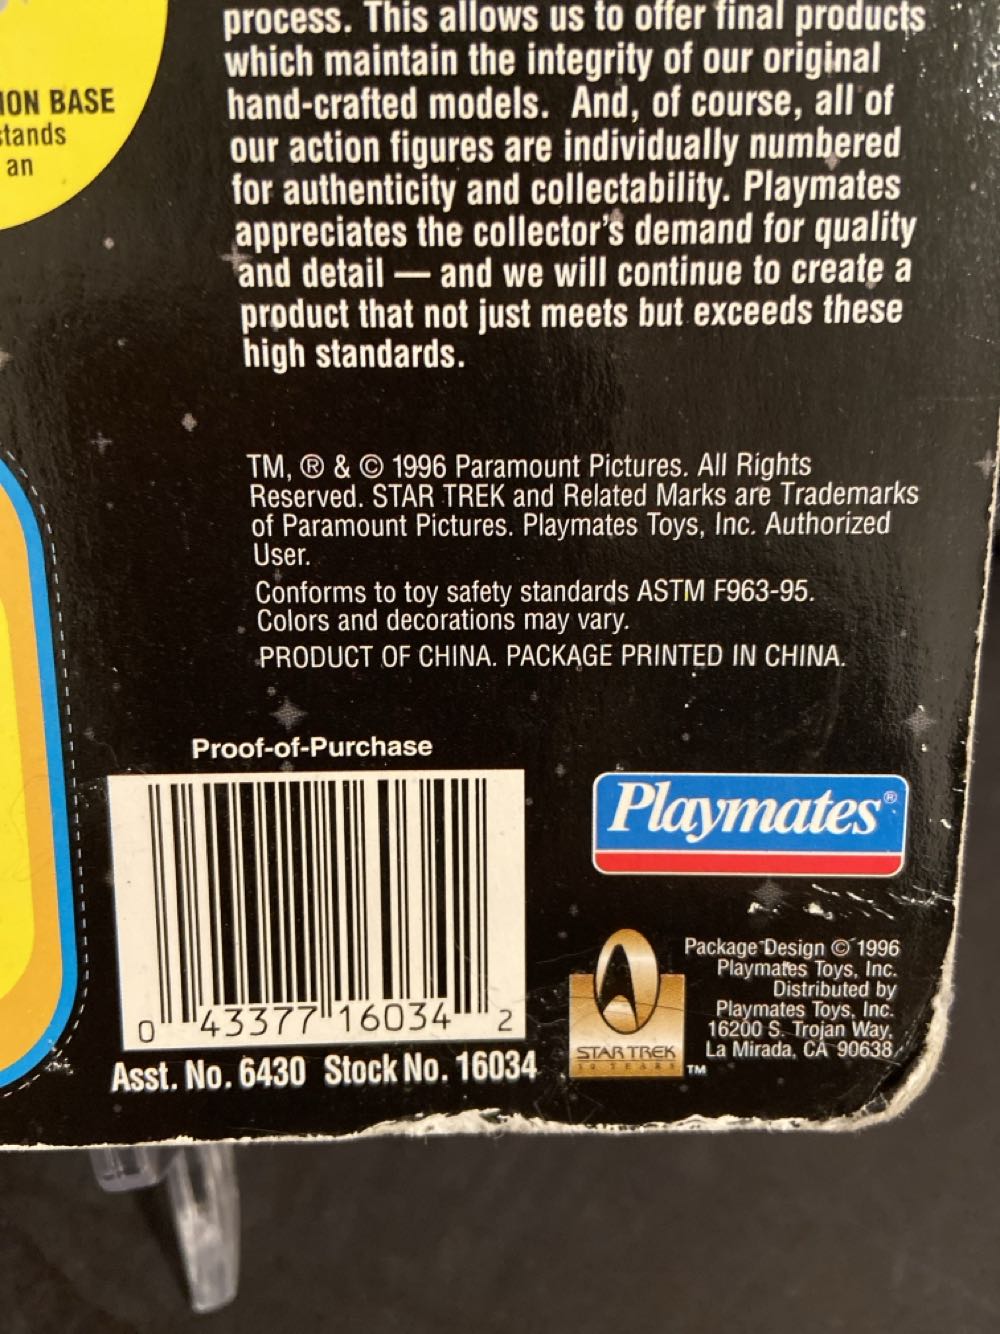 ION BASE
stands
an
process. This allows us to offer final products
which maintain the integrity of our original
hand-crafted models. And, of course, all of
our action figures are individually numbered
for authenticity and collectability. Playmates
appreciates the collector's demand for quality
and detail — and we will continue to create a
product that not just meets but exceeds these
high standards.
TM, ® & © 1996 Paramount Pictures. All Rights
Reserved. STAR TREK and Related Marks are Trademarks
of Paramount Pictures. Playmates Toys, Inc. Authorized
User.
Conforms to toy safety standards ASTM F963-95.
Colors and decorations may vary.
PRODUCT OF CHINA. PACKAGE PRINTED IN CHINA.
Proof-of-Purchase
0 43377 16034 2
Asst. No. 6430 Stock No. 16034
Playmates®
STAR TREK
30 YEARS
TM
Package Design © 1996
Playmates Toys, Inc.
Distributed by
Playmates Toys, Inc.
16200 S. Trojan Way,
La Mirada, CA 90638